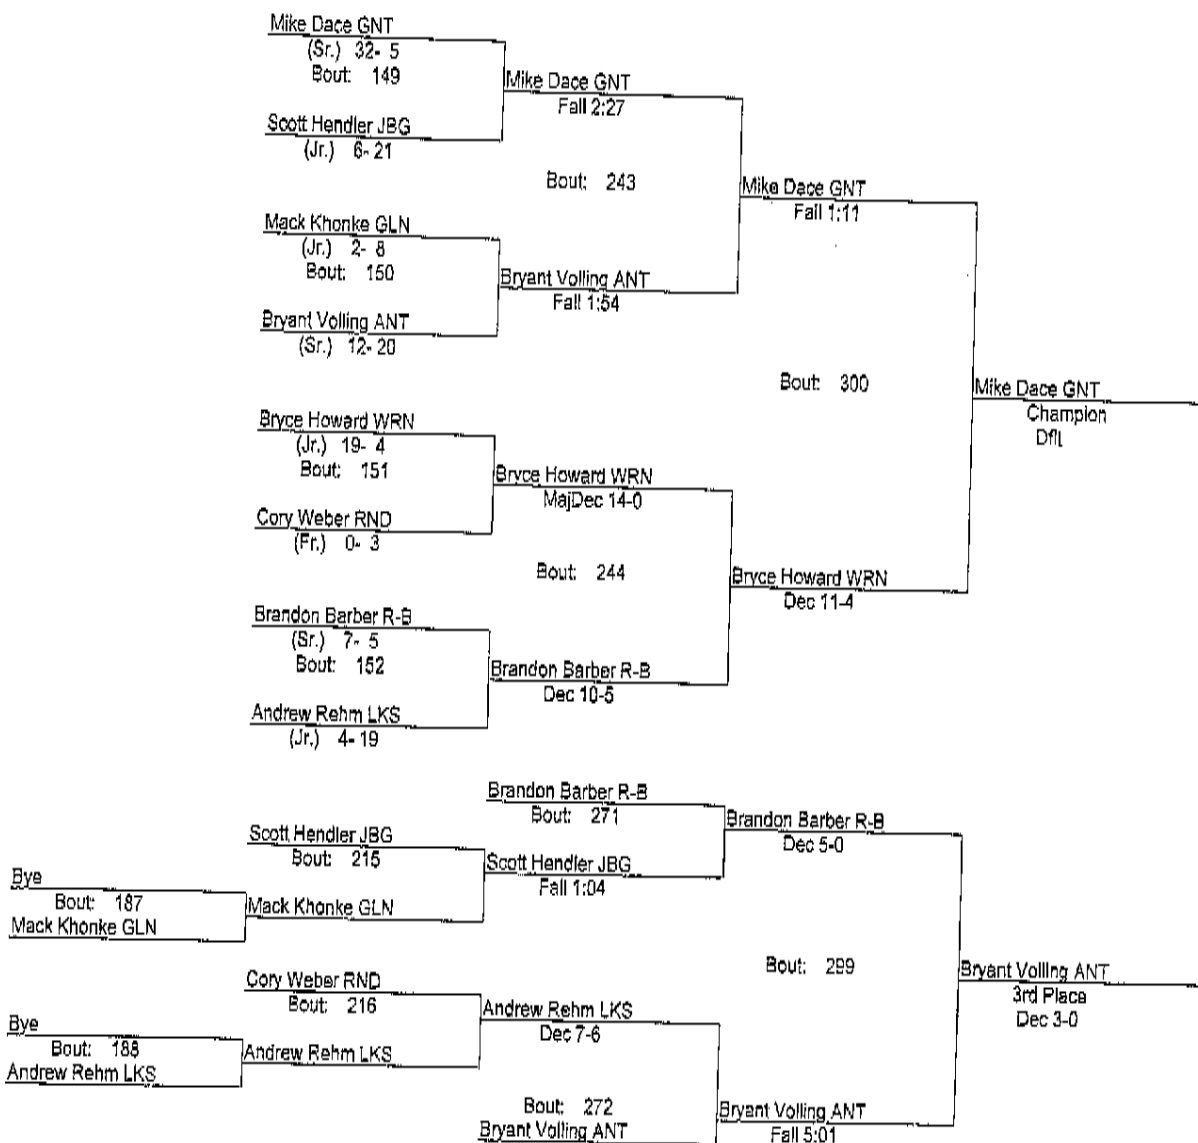 Mike Dace GNT
(Sr.) 32- 5
Bout: 149
Mike Dace GNT
Fall 2:27
Scott Hendler JBG
(Jr.) 6- 21
Bout: 243
Mike Dace GNT
Fall 1:11
Mack Khonke GLN
(Jr.) 2- 8
Bout: 150
Bryant Volling ANT
Fall 1:54
Bryant Volling ANT
(Sr.) 12- 20
Bout: 300
Mike Dace GNT
Champion
Dflt
Bryce Howard WRN
(Jr.) 19- 4
Bout: 151
Bryce Howard WRN
MajDec 14-0
Cory Weber RND
(Fr.) 0- 3
Bout: 244
Bryce Howard WRN
Dec 11-4
Brandon Barber R-B
(Sr.) 7- 5
Bout: 152
Brandon Barber R-B
Dec 10-5
Andrew Rehm LKS
(Jr.) 4- 19
Brandon Barber R-B
Bout: 271
Brandon Barber R-B
Dec 5-0
Scott Hendler JBG
Bout: 215
Scott Hendler JBG
Fall 1:04
Bye
Bout: 187
Mack Khonke GLN
Mack Khonke GLN
Bout: 299
Bryant Volling ANT
3rd Place
Dec 3-0
Cory Weber RND
Bout: 216
Andrew Rehm LKS
Dec 7-6
Bye
Bout: 188
Andrew Rehm LKS
Andrew Rehm LKS
Bout: 272
Bryant Volling ANT
Bryant Volling ANT
Fall 5:01